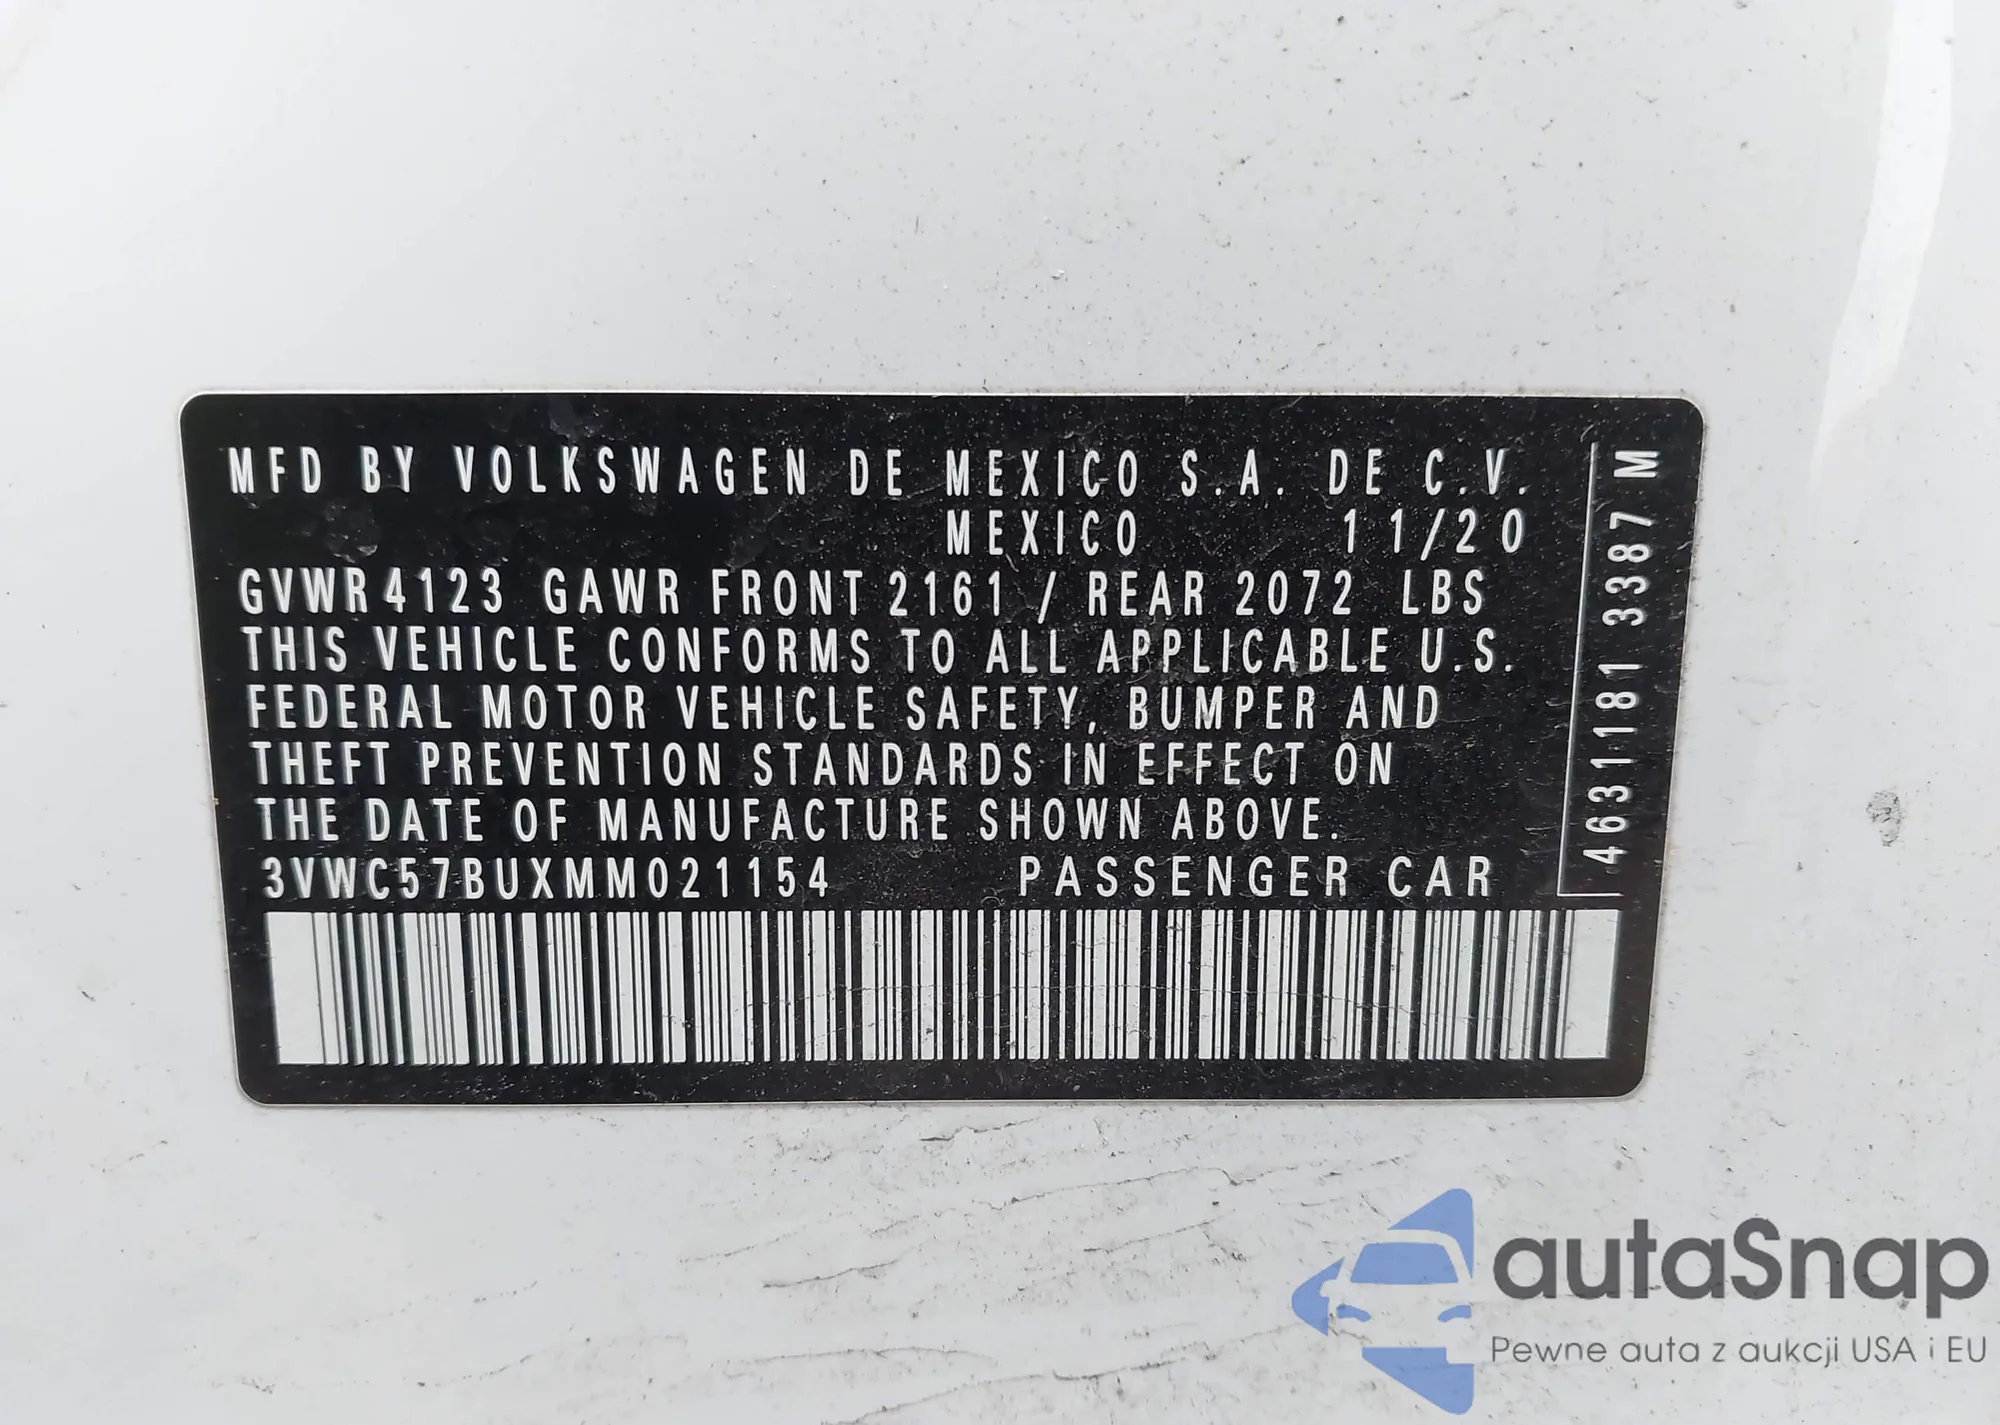 MFD BY VOLKSWAGEN DE MEXICO S.A. DE C.V.
MEXICO 11/20
GVWR 4123 GAWR FRONT 2161 / REAR 2072 LBS
THIS VEHICLE CONFORMS TO ALL APPLICABLE U.S.
FEDERAL MOTOR VEHICLE SAFETY, BUMPER AND
THEFT PREVENTION STANDARDS IN EFFECT ON
THE DATE OF MANUFACTURE SHOWN ABOVE.
3VWC57BUXMM021154 PASSENGER CAR
4631181 3387 M
autaSnap
Pewne auta z aukcji USA i EU